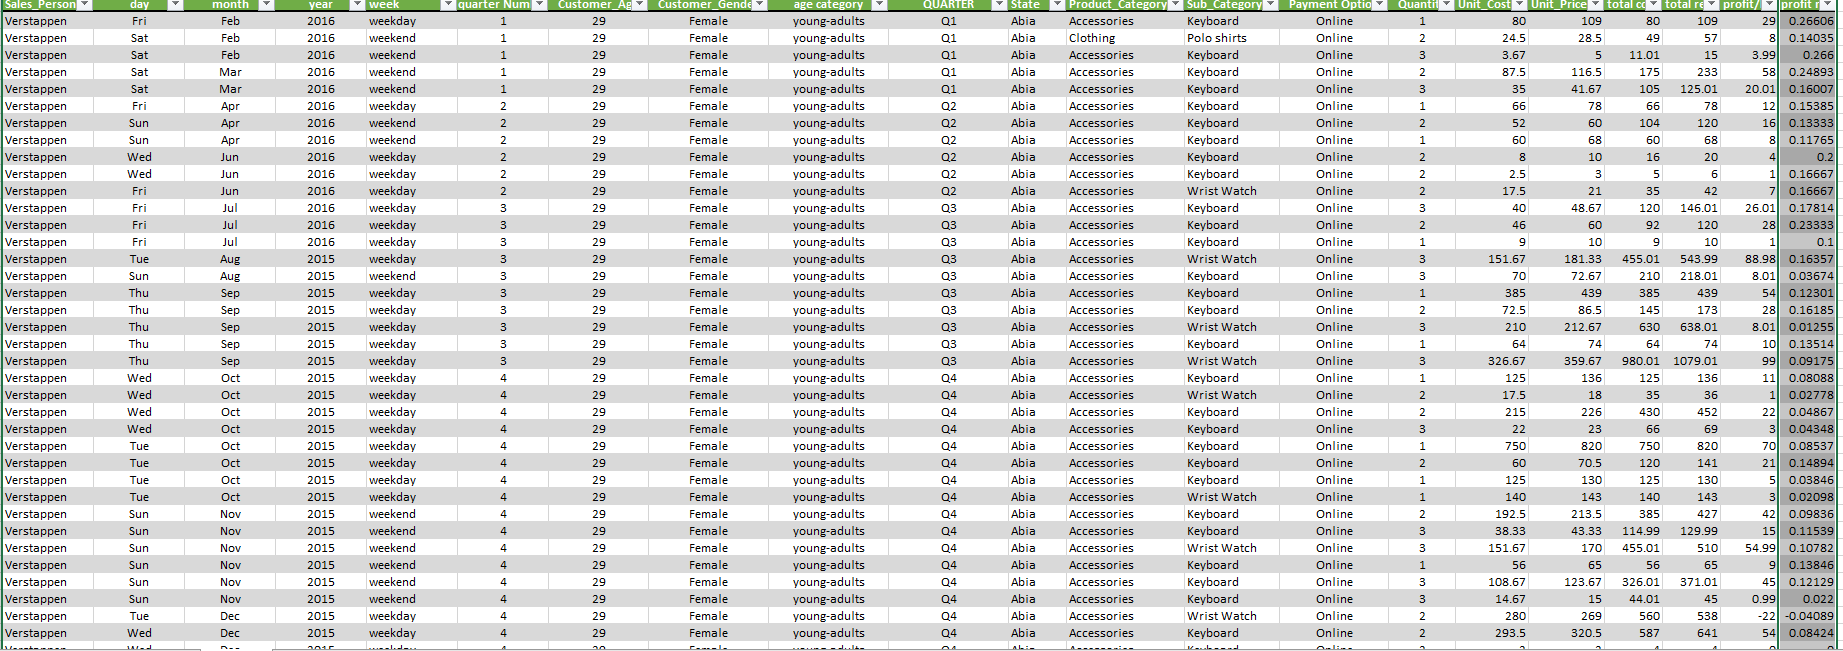 Sales_Person day month year week quarter Num Customer_Ag Customer_Gende age category QUARTER State Product_Category Sub_Category Payment Optio Quantit Unit_Cost Unit_Price total co total re profit/ profit r
Verstappen Fri Feb 2016 weekday 1 29 Female young-adults Q1 Abia Accessories Keyboard Online 1 80 109 80 109 29 0.26606
Verstappen Sat Feb 2016 weekend 1 29 Female young-adults Q1 Abia Clothing Polo shirts Online 2 24.5 28.5 49 57 8 0.14035
Verstappen Sat Feb 2016 weekend 1 29 Female young-adults Q1 Abia Accessories Keyboard Online 3 3.67 5 11.01 15 3.99 0.266
Verstappen Sat Mar 2016 weekend 1 29 Female young-adults Q1 Abia Accessories Keyboard Online 2 87.5 116.5 175 233 58 0.24893
Verstappen Sat Mar 2016 weekend 1 29 Female young-adults Q1 Abia Accessories Keyboard Online 3 35 41.67 105 125.01 20.01 0.16007
Verstappen Fri Apr 2016 weekday 2 29 Female young-adults Q2 Abia Accessories Keyboard Online 1 66 78 66 78 12 0.15385
Verstappen Sun Apr 2016 weekend 2 29 Female young-adults Q2 Abia Accessories Keyboard Online 2 52 60 104 120 16 0.13333
Verstappen Sun Apr 2016 weekend 2 29 Female young-adults Q2 Abia Accessories Keyboard Online 1 60 68 60 68 8 0.11765
Verstappen Wed Jun 2016 weekday 2 29 Female young-adults Q2 Abia Accessories Keyboard Online 2 8 10 16 20 4 0.2
Verstappen Wed Jun 2016 weekday 2 29 Female young-adults Q2 Abia Accessories Keyboard Online 2 2.5 3 5 6 1 0.16667
Verstappen Fri Jun 2016 weekday 2 29 Female young-adults Q2 Abia Accessories Wrist Watch Online 2 17.5 21 35 42 7 0.16667
Verstappen Fri Jul 2016 weekday 3 29 Female young-adults Q3 Abia Accessories Keyboard Online 3 40 48.67 120 146.01 26.01 0.17814
Verstappen Fri Jul 2016 weekday 3 29 Female young-adults Q3 Abia Accessories Keyboard Online 2 46 60 92 120 28 0.23333
Verstappen Fri Jul 2016 weekday 3 29 Female young-adults Q3 Abia Accessories Keyboard Online 1 9 10 9 10 1 0.1
Verstappen Tue Aug 2015 weekday 3 29 Female young-adults Q3 Abia Accessories Wrist Watch Online 3 151.67 181.33 455.01 543.99 88.98 0.16357
Verstappen Sun Aug 2015 weekend 3 29 Female young-adults Q3 Abia Accessories Keyboard Online 3 70 72.67 210 218.01 8.01 0.03674
Verstappen Thu Sep 2015 weekday 3 29 Female young-adults Q3 Abia Accessories Keyboard Online 1 385 439 385 439 54 0.12301
Verstappen Thu Sep 2015 weekday 3 29 Female young-adults Q3 Abia Accessories Keyboard Online 2 72.5 86.5 145 173 28 0.16185
Verstappen Thu Sep 2015 weekday 3 29 Female young-adults Q3 Abia Accessories Wrist Watch Online 3 210 212.67 630 638.01 8.01 0.01255
Verstappen Thu Sep 2015 weekday 3 29 Female young-adults Q3 Abia Accessories Keyboard Online 1 64 74 64 74 10 0.13514
Verstappen Thu Sep 2015 weekday 3 29 Female young-adults Q3 Abia Accessories Wrist Watch Online 3 326.67 359.67 980.01 1079.01 99 0.09175
Verstappen Wed Oct 2015 weekday 4 29 Female young-adults Q4 Abia Accessories Keyboard Online 1 125 136 125 136 11 0.08088
Verstappen Wed Oct 2015 weekday 4 29 Female young-adults Q4 Abia Accessories Wrist Watch Online 2 17.5 18 35 36 1 0.02778
Verstappen Wed Oct 2015 weekday 4 29 Female young-adults Q4 Abia Accessories Keyboard Online 2 215 226 430 452 22 0.04867
Verstappen Wed Oct 2015 weekday 4 29 Female young-adults Q4 Abia Accessories Keyboard Online 3 22 23 66 69 3 0.04348
Verstappen Tue Oct 2015 weekday 4 29 Female young-adults Q4 Abia Accessories Keyboard Online 1 750 820 750 820 70 0.08537
Verstappen Tue Oct 2015 weekday 4 29 Female young-adults Q4 Abia Accessories Keyboard Online 2 60 70.5 120 141 21 0.14894
Verstappen Tue Oct 2015 weekday 4 29 Female young-adults Q4 Abia Accessories Keyboard Online 1 125 130 125 130 5 0.03846
Verstappen Tue Oct 2015 weekday 4 29 Female young-adults Q4 Abia Accessories Wrist Watch Online 1 140 143 140 143 3 0.02098
Verstappen Sun Nov 2015 weekend 4 29 Female young-adults Q4 Abia Accessories Keyboard Online 2 192.5 213.5 385 427 42 0.09836
Verstappen Sun Nov 2015 weekend 4 29 Female young-adults Q4 Abia Accessories Keyboard Online 3 38.33 43.33 114.99 129.99 15 0.11539
Verstappen Sun Nov 2015 weekend 4 29 Female young-adults Q4 Abia Accessories Wrist Watch Online 3 151.67 170 455.01 510 54.99 0.10782
Verstappen Sun Nov 2015 weekend 4 29 Female young-adults Q4 Abia Accessories Keyboard Online 1 56 65 56 65 9 0.13846
Verstappen Sun Nov 2015 weekend 4 29 Female young-adults Q4 Abia Accessories Keyboard Online 3 108.67 123.67 326.01 371.01 45 0.12129
Verstappen Sun Nov 2015 weekend 4 29 Female young-adults Q4 Abia Accessories Keyboard Online 3 14.67 15 44.01 45 0.99 0.022
Verstappen Tue Dec 2015 weekday 4 29 Female young-adults Q4 Abia Accessories Wrist Watch Online 2 280 269 560 538 -22 -0.04089
Verstappen Wed Dec 2015 weekday 4 29 Female young-adults Q4 Abia Accessories Keyboard Online 2 293.5 320.5 587 641 54 0.08424